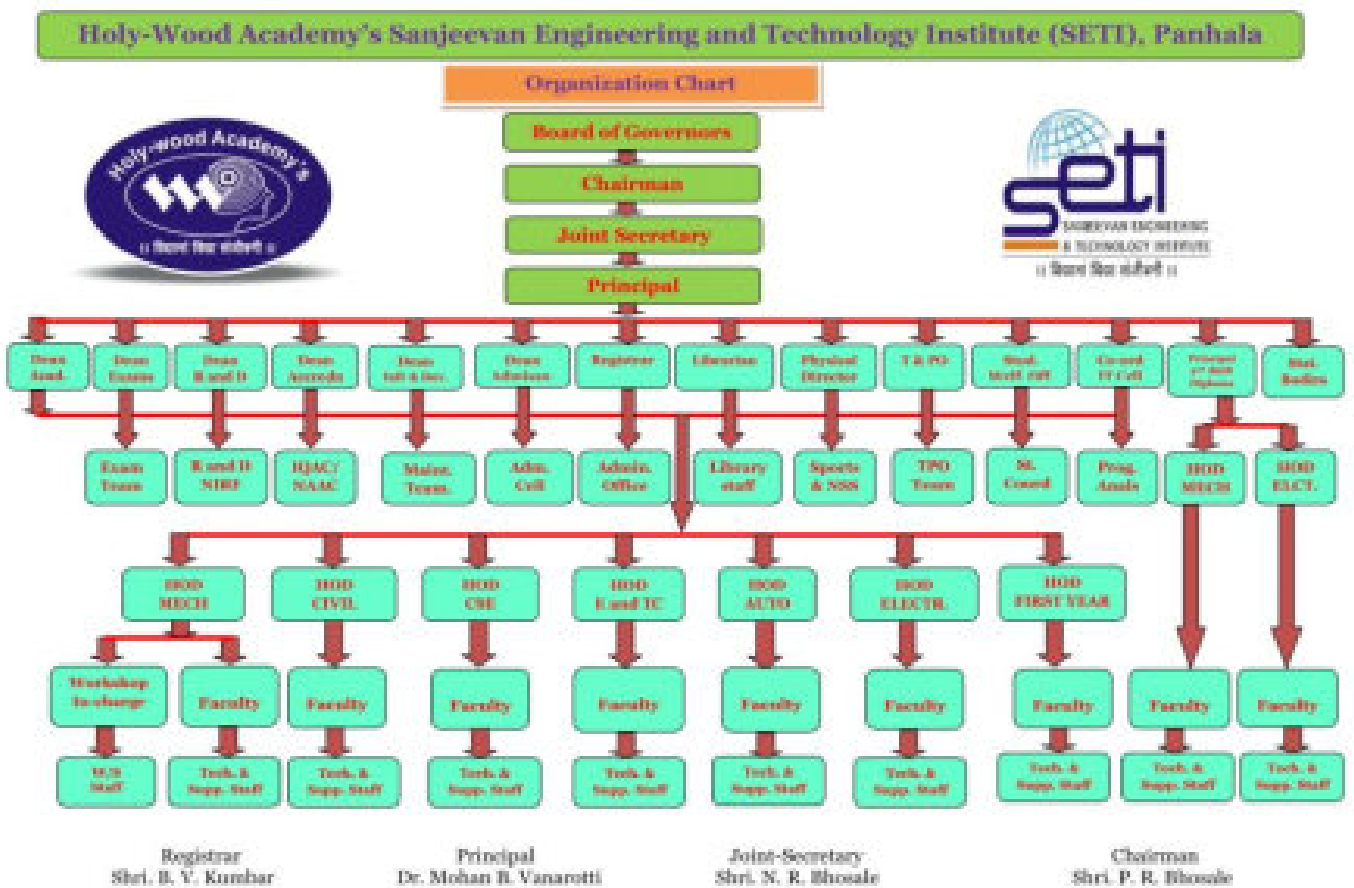 Holy-Wood Academy's Sanjeevan Engineering and Technology Institute (SETI), Panhala
Organization Chart
Board of Governors
Holy-wood Academy's
seti
SANJEEVAN ENGINEERING
& TECHNOLOGY INSTITUTE
Chairman
Joint Secretary
Principal
Dean
Acad.
Dean
Exams
Dean
R and D
Dean
Dean
Dean
Registrar
Librarian
Physical
Director
T & PO
Co-ord
IT Cell
Principal
Diploma
Bodies
Exam
Team
R and D
NIRF
IQAC/
NAAC
Maint.
Team.
Adm.
Cell
Admin.
Office
Library
staff
Sports
& NSS
TPO
Team
St.
Coord
Prog.
HOD
MECH
HOD
ELCT.
HOD
MECH
HOD
CIVIL
HOD
CSE
HOD
E and TC
HOD
AUTO
HOD
ELECTR.
HOD
FIRST YEAR
Workshop
In-charge
Faculty
Faculty
Faculty
Faculty
Faculty
Faculty
Faculty
Faculty
Faculty
W/S
Staff
Tech. &
Supp. Staff
Tech. &
Supp. Staff
Tech. &
Supp. Staff
Tech. &
Supp. Staff
Tech. &
Supp. Staff
Tech. &
Supp. Staff
Tech. &
Supp. Staff
Tech. &
Supp. Staff
Tech. &
Supp. Staff
Registrar
Shri. B. V. Kumbar
Principal
Dr. Mohan B. Vanarotti
Joint-Secretary
Shri. N. R. Bhosale
Chairman
Shri. P. R. Bhosale